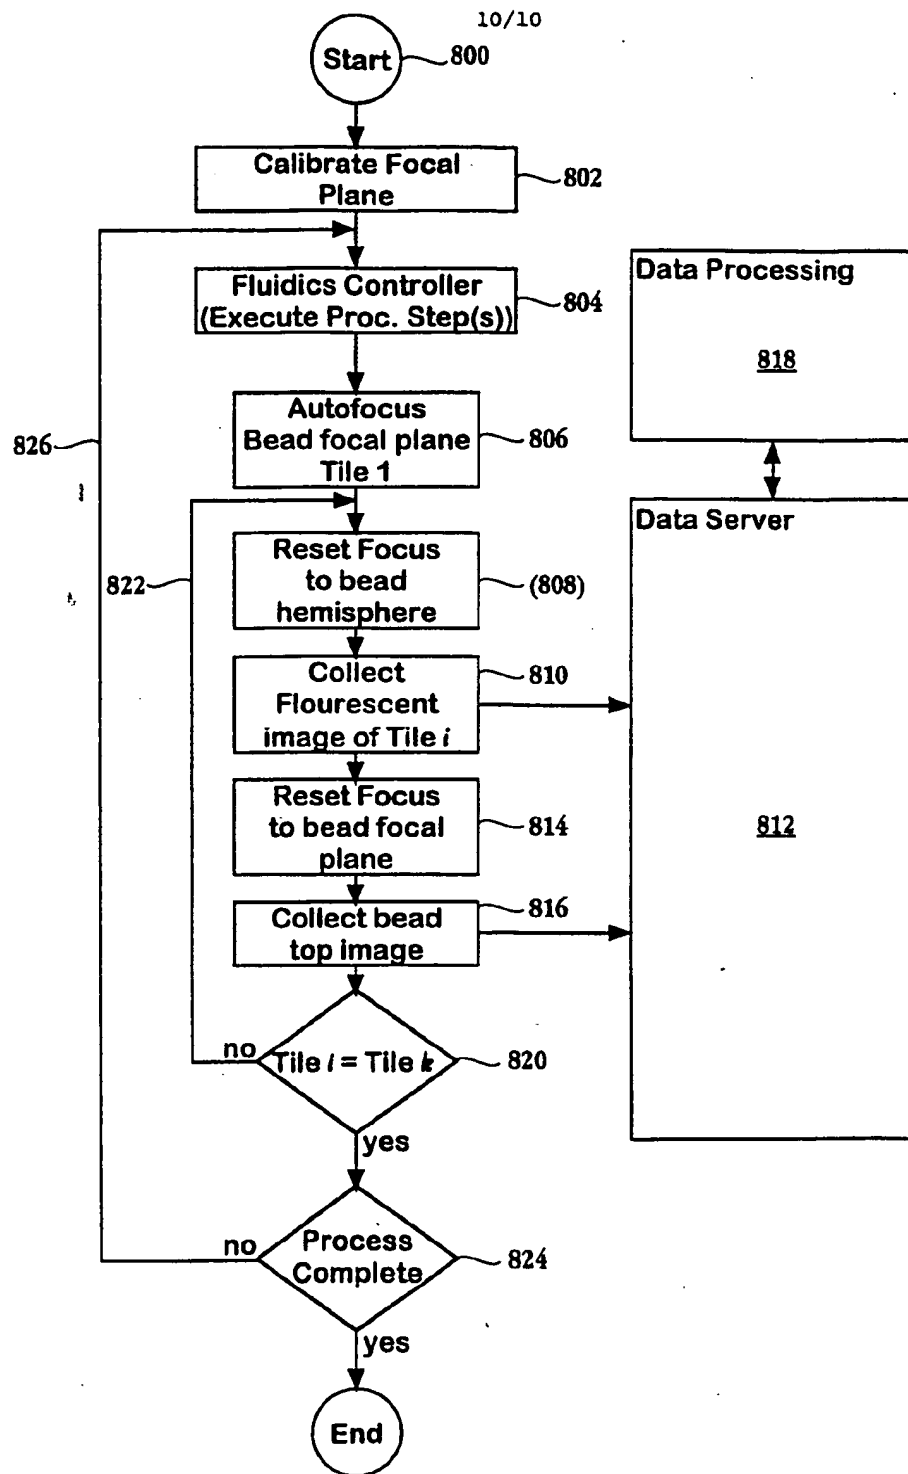 10/10
Start
800
Calibrate Focal
Plane
802
Fluidics Controller
(Execute Proc. Step(s))
804
Data Processing
818
Autofocus
Bead focal plane
Tile 1
806
826
Data Server
812
Reset Focus
to bead
hemisphere
(808)
822
Collect
Flourescent
image of Tile i
810
Reset Focus
to bead focal
plane
814
Collect bead
top image
816
Tile i = Tile k
820
no
yes
Process
Complete
824
no
yes
End